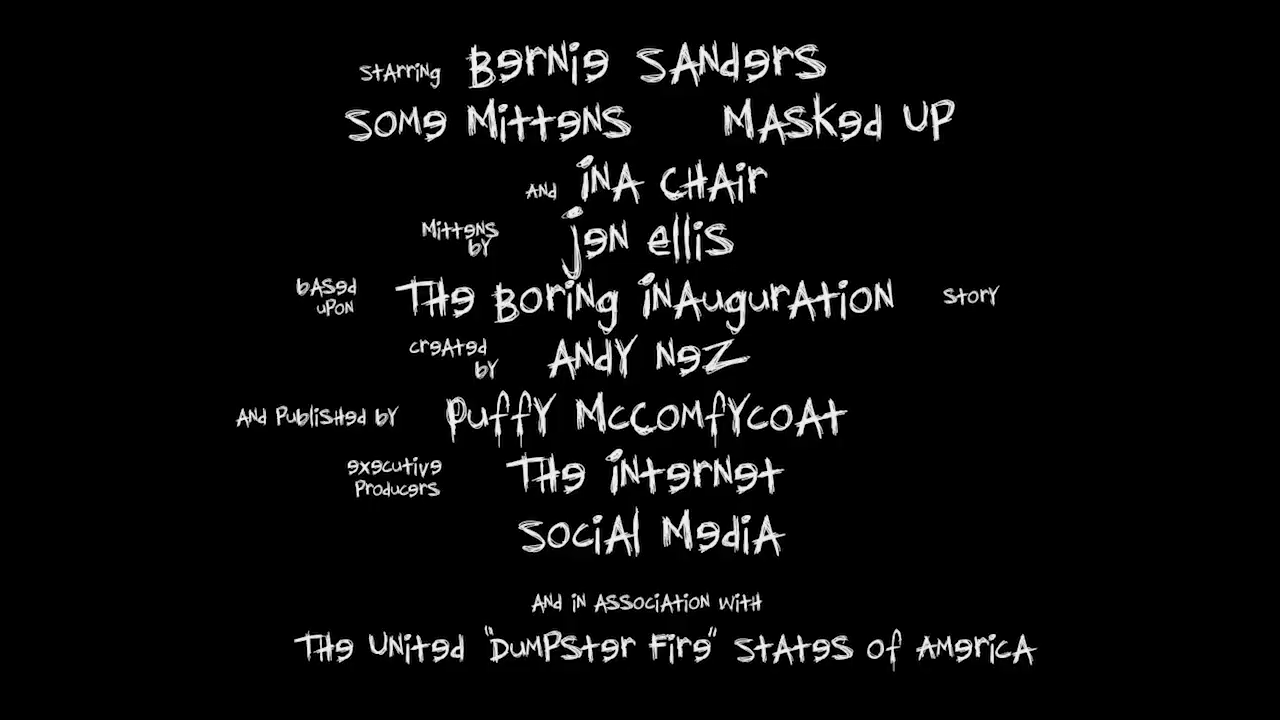 Starring Bernie Sanders
Some Mittens Masked Up
and ina chair
Mittens by Jen Ellis
based upon The Boring Inauguration Story
created by Andy Nez
and published by Puffy McComfycoat
executive producers The Internet
Social Media
and in association with
The United "Dumpster Fire" States of America